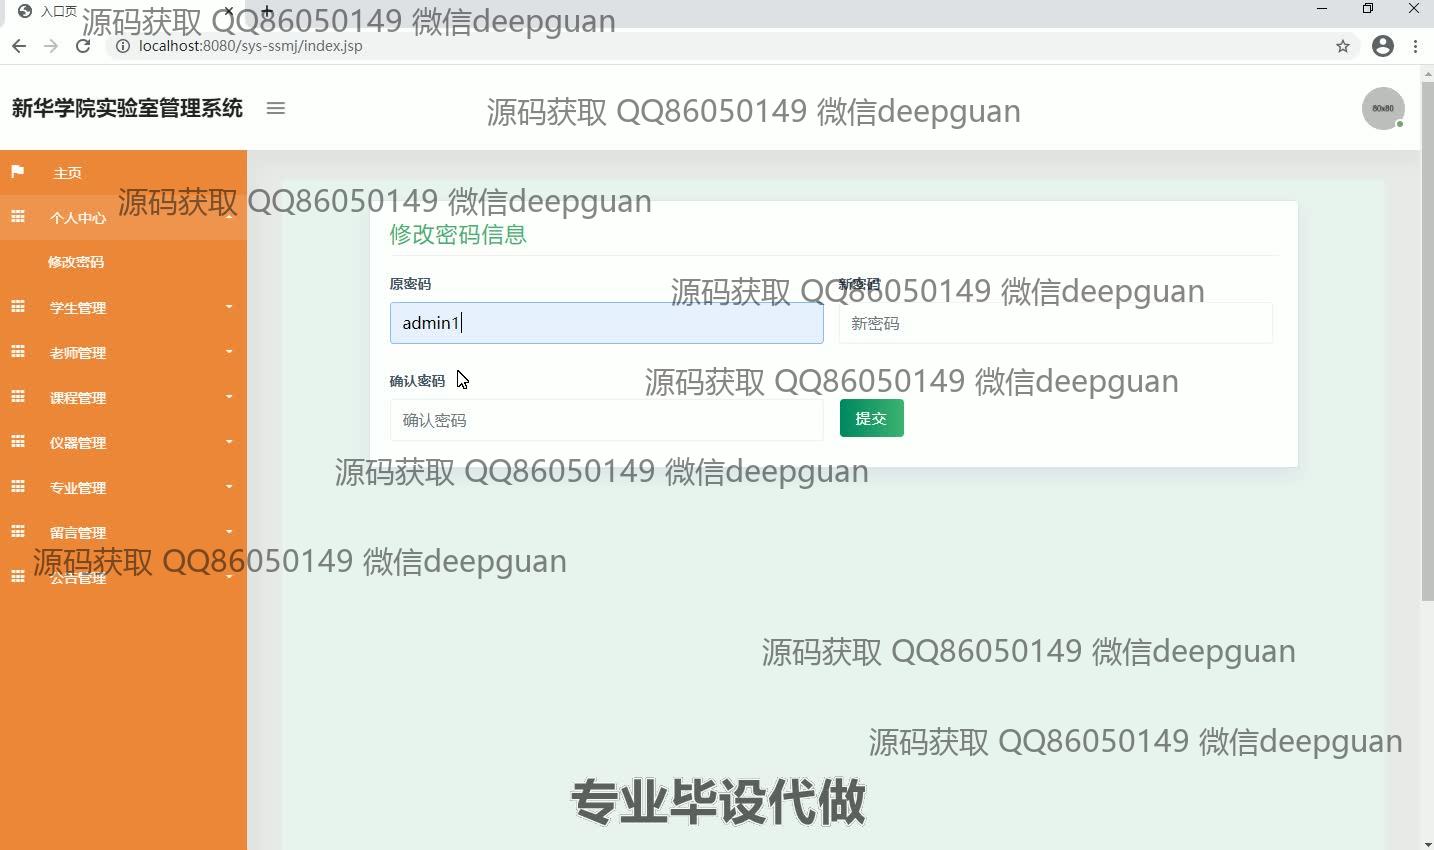 入口页
源码获取 QQ86050149 微信deepguan
localhost:8080/sys-ssmj/index.jsp
新华学院实验室管理系统
源码获取 QQ86050149 微信deepguan
80x80
主页
源码获取 QQ86050149 微信deepguan
个人中心
修改密码信息
修改密码
原密码
新密码
源码获取 QQ86050149 微信deepguan
学生管理
admin1
新密码
老师管理
确认密码
源码获取 QQ86050149 微信deepguan
课程管理
确认密码
提交
仪器管理
源码获取 QQ86050149 微信deepguan
专业管理
留言管理
源码获取 QQ86050149 微信deepguan
公告管理
源码获取 QQ86050149 微信deepguan
源码获取 QQ86050149 微信deepguan
专业毕设代做